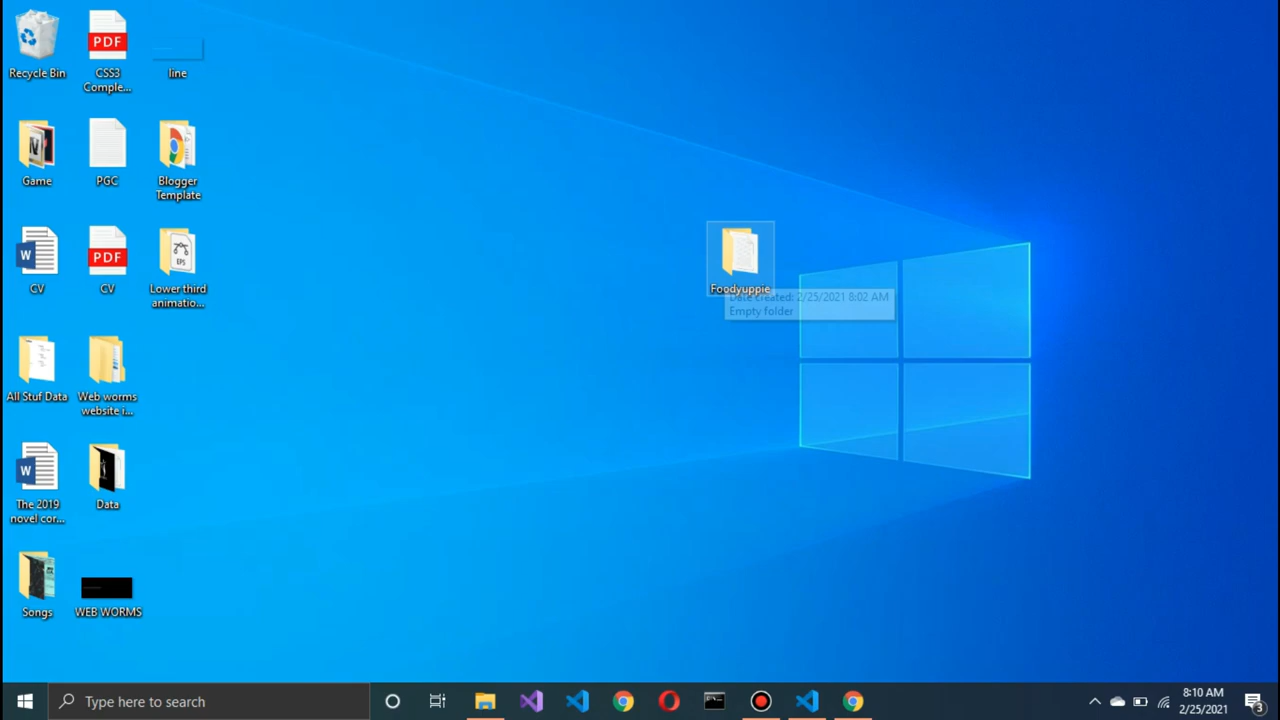 Recycle Bin
PDF
CSS3
Comple...
line
Game
PGC
Blogger
Template
W
CV
PDF
CV
EPS
Lower third
animatio...
Foodyuppie
Date created: 2/25/2021 8:02 AM
Empty folder
All Stuf Data
Web worms
website i...
W
The 2019
novel cor...
Data
Songs
WEB WORMS
Type here to search
8:10 AM
2/25/2021
3